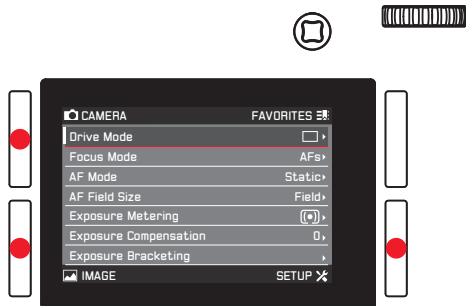 CAMERA FAVORITES
Drive Mode
Focus Mode AFs
AF Mode Static
AF Field Size Field
Exposure Metering
Exposure Compensation 0
Exposure Bracketing
IMAGE SETUP